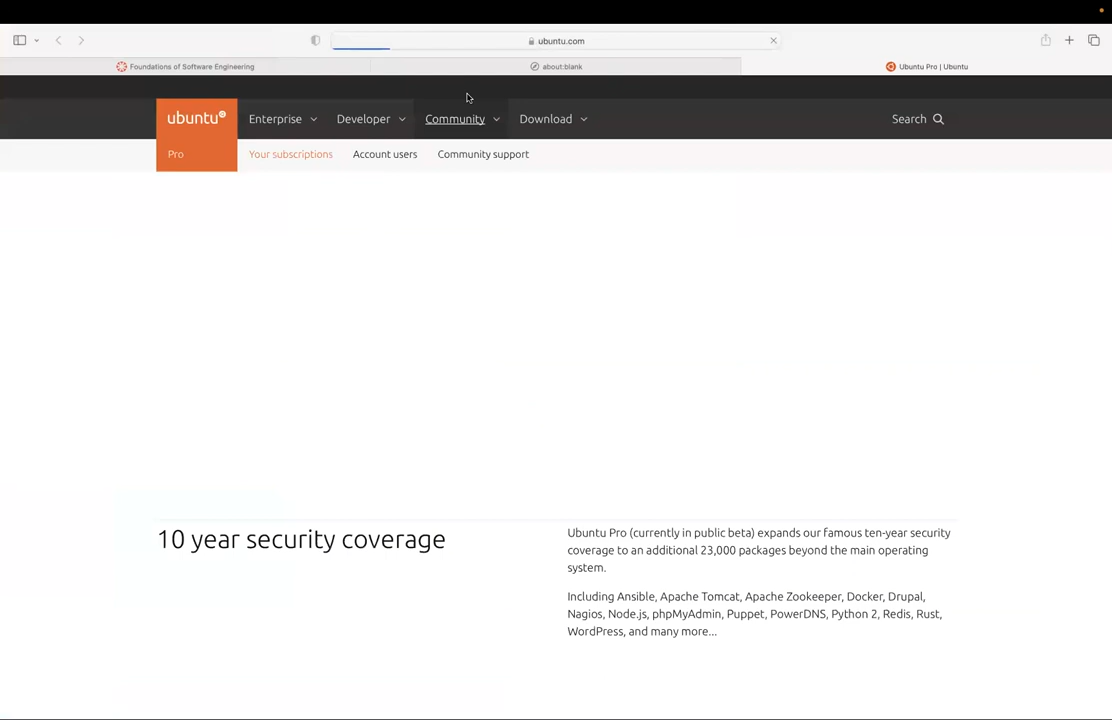 ubuntu.com
Foundations of Software Engineering
about:blank
Ubuntu Pro | Ubuntu
ubuntu®
Enterprise
Developer
Community
Download
Search
Pro
Your subscriptions
Account users
Community support
10 year security coverage
Ubuntu Pro (currently in public beta) expands our famous ten-year security
coverage to an additional 23,000 packages beyond the main operating
system.
Including Ansible, Apache Tomcat, Apache Zookeeper, Docker, Drupal,
Nagios, Node.js, phpMyAdmin, Puppet, PowerDNS, Python 2, Redis, Rust,
WordPress, and many more...